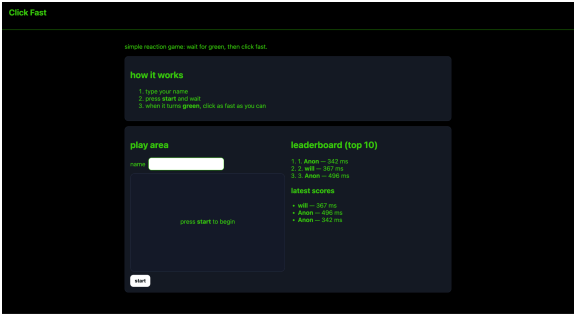 Click Fast
simple reaction game: wait for green, then click fast.
how it works
1. type your name
2. press start and wait
3. when it turns green, click as fast as you can
play area
name
press start to begin
start
leaderboard (top 10)
1. 1. Anon — 342 ms
2. 2. will — 367 ms
3. 3. Anon — 496 ms
latest scores
• will — 367 ms
• Anon — 496 ms
• Anon — 342 ms